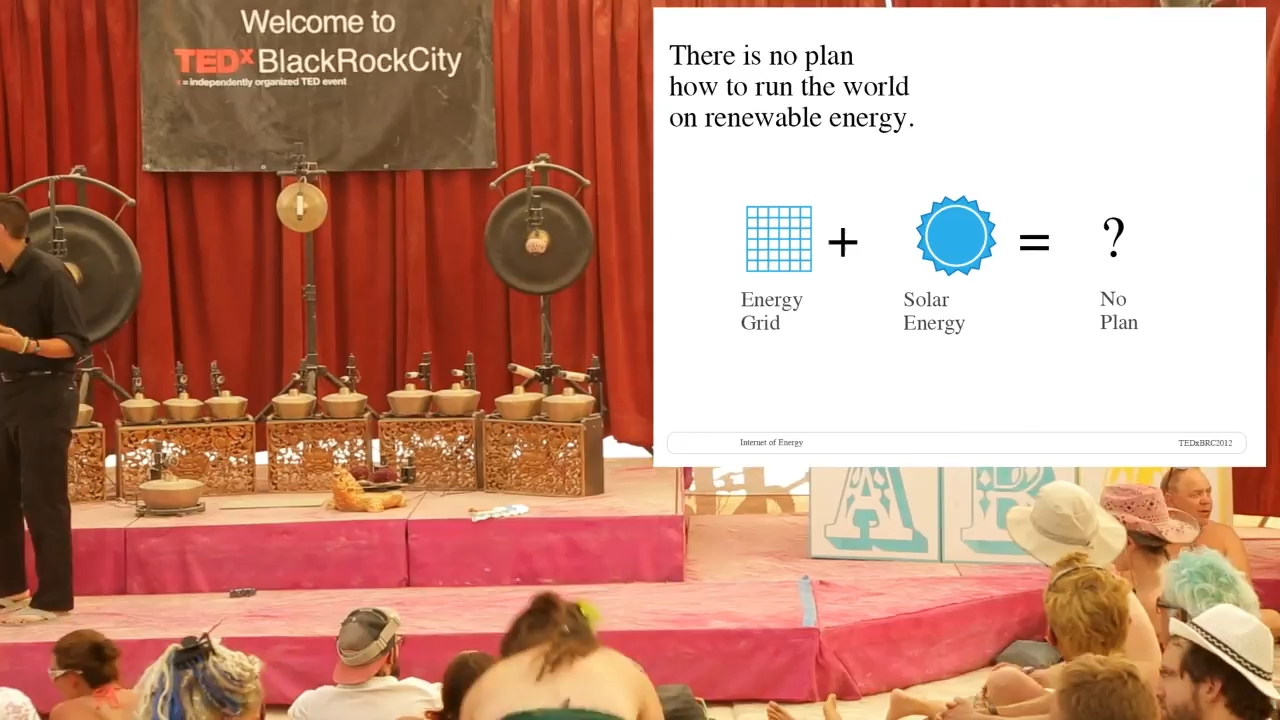 Welcome to
TEDx BlackRockCity
x = independently organized TED event
There is no plan
how to run the world
on renewable energy.
+ = ?
Energy
Grid
Solar
Energy
No
Plan
Internet of Energy
TEDxBRC2012
A B